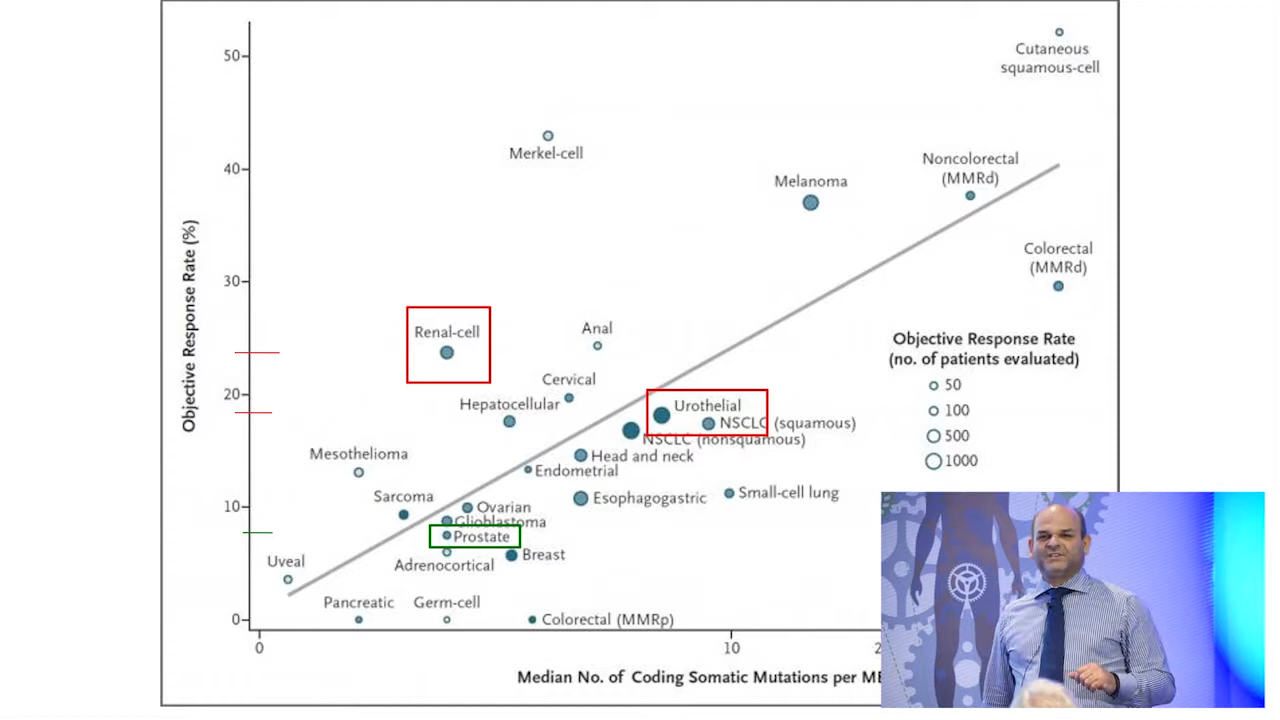 50
Cutaneous
squamous-cell
Merkel-cell
40
Noncolorectal
(MMRd)
Melanoma
Colorectal
(MMRd)
30
Renal-cell
Anal
Objective Response Rate
(no. of patients evaluated)
50
100
500
1000
Cervical
20
Hepatocellular
Urothelial
NSCLC (squamous)
NSCLC (nonsquamous)
Mesothelioma
Head and neck
Endometrial
Sarcoma
Esophagogastric
Small-cell lung
10
Ovarian
Glioblastoma
Prostate
Breast
Adrenocortical
Uveal
Pancreatic
Germ-cell
0
Colorectal (MMRp)
0
10
2
Objective Response Rate (%)
Median No. of Coding Somatic Mutations per